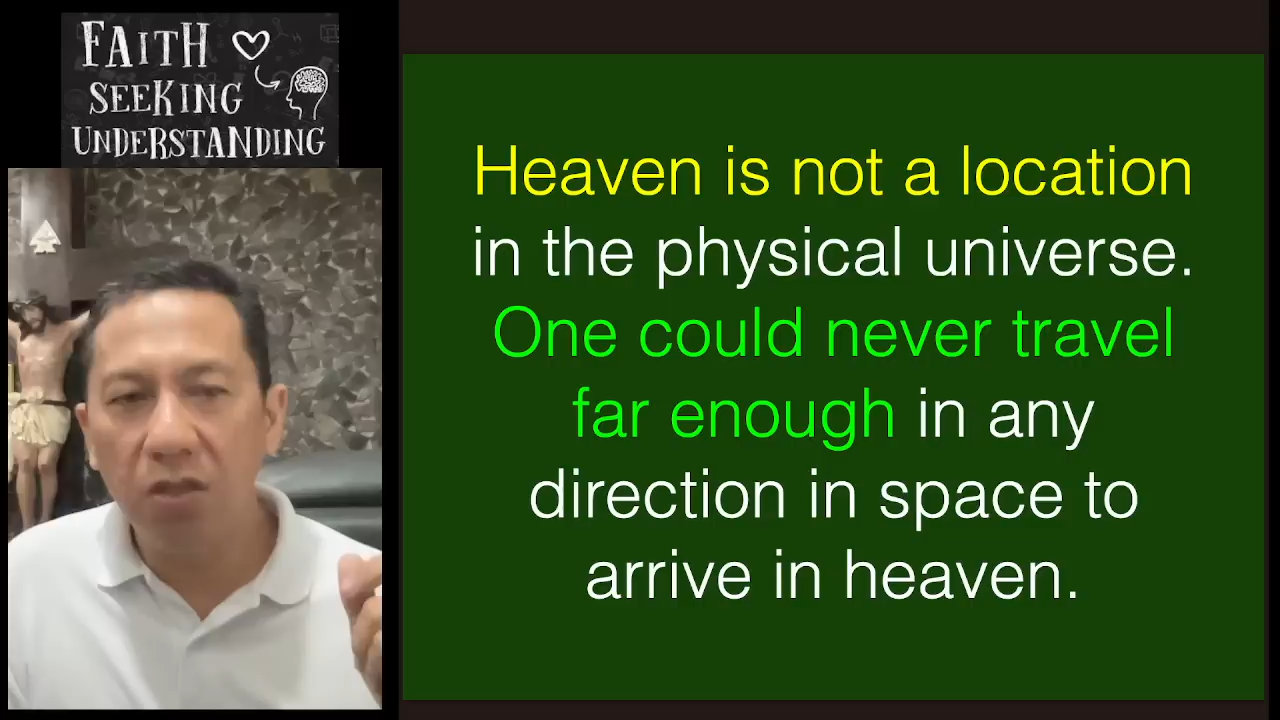 FAITH
SEEKING
UNDERSTANDING
Heaven is not a location
in the physical universe.
One could never travel
far enough in any
direction in space to
arrive in heaven.